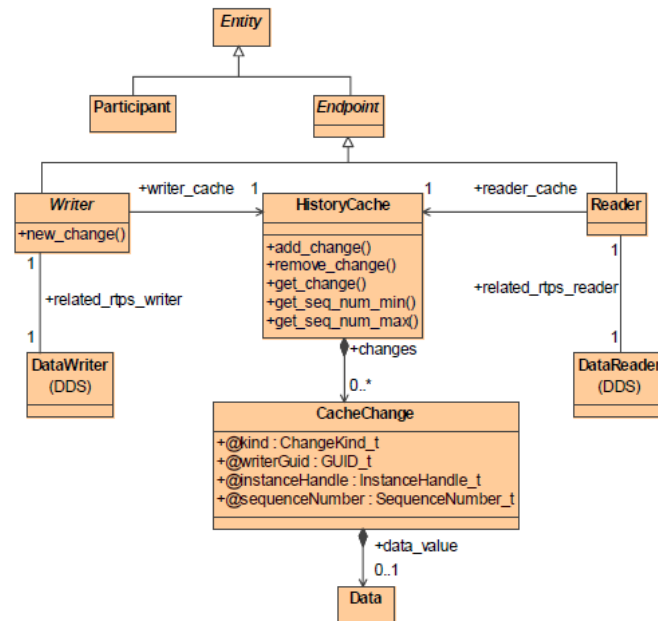 Entity
Participant
Endpoint
+writer_cache
1
1
+reader_cache
Writer
+new_change()
HistoryCache
+add_change()
+remove_change()
+get_change()
+get_seq_num_min()
+get_seq_num_max()
Reader
1
+related_rtps_writer
1
1
+related_rtps_reader
1
DataWriter
(DDS)
+changes
0..*
DataReader
(DDS)
CacheChange
+@kind : ChangeKind_t
+@writerGuid : GUID_t
+@instanceHandle : InstanceHandle_t
+@sequenceNumber : SequenceNumber_t
+data_value
0..1
Data